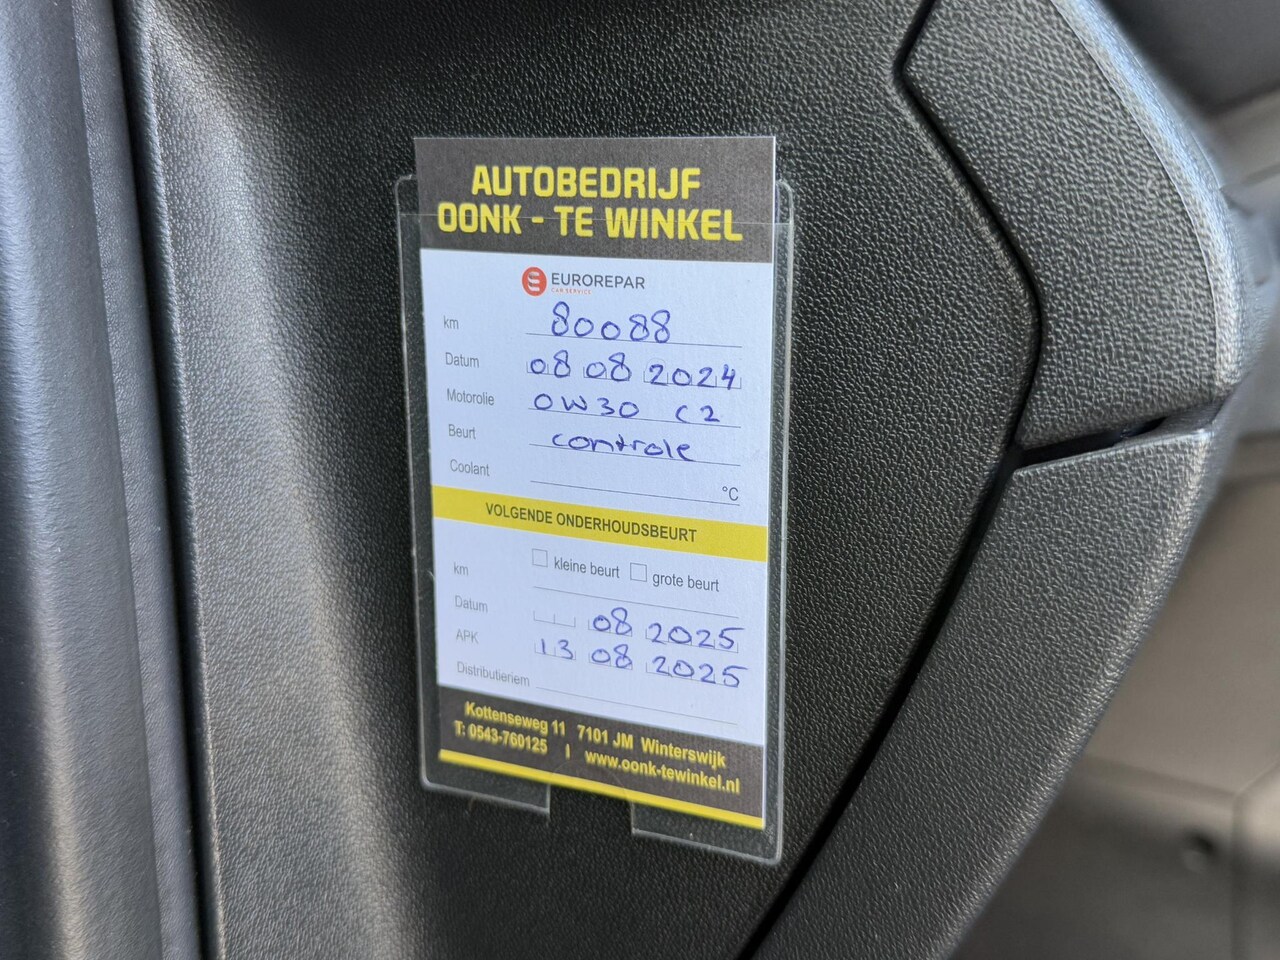 AUTOBEDRIJF
OONK - TE WINKEL
EUROREPAR
CAR SERVICE
km 80088
Datum 08 08 2024
Motorolie 0W30 C2
Beurt controle
Coolant °C
VOLGENDE ONDERHOUDSBEURT
kleine beurt grote beurt
km
Datum 08 2025
APK 13 08 2025
Distributieriem
Kottenseweg 11 7101 JM Winterswijk
T: 0543-760125 | www.oonk-tewinkel.nl